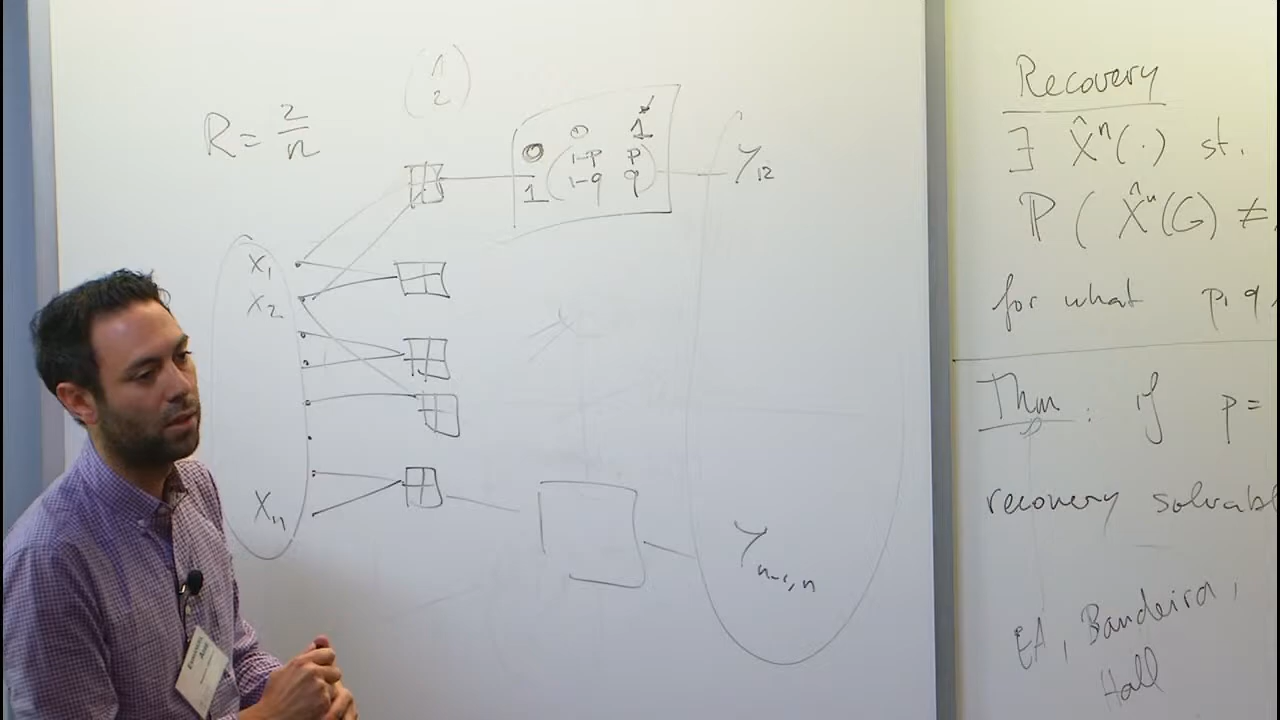 R = 2/n
(1
2)
0 1
0 (1-p p)
1 (1-q q)
Y₁₂
X₁
X₂
Xₙ
Yₙ₋₁,ₙ
Recovery
∃ X̂ⁿ(·) st.
ℙ ( X̂ⁿ(G) ≠
for what p, q
Thm : if p =
recovery solvabl
EA, Bandeira,
Hall